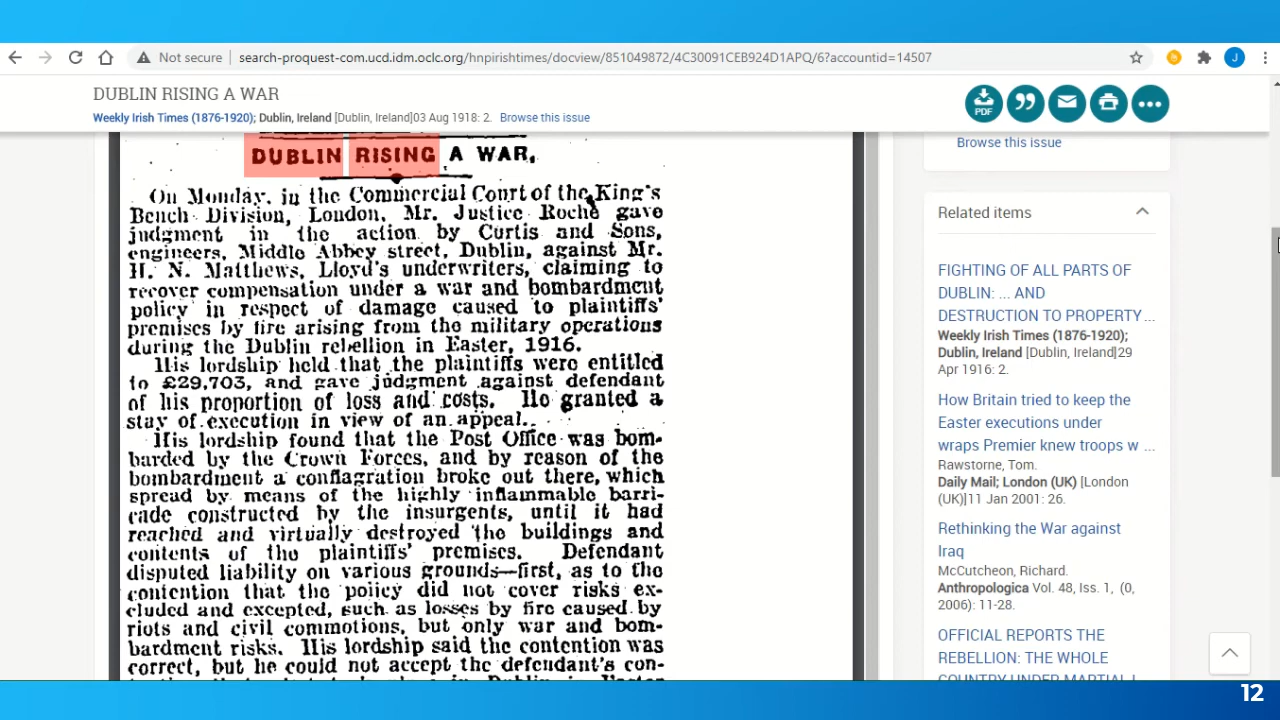 Not secure
search-proquest-com.ucd.idm.oclc.org/hnpirishtimes/docview/851049872/4C30091CEB924D1APQ/6?accountid=14507
J
DUBLIN RISING A WAR
Weekly Irish Times (1876-1920); Dublin, Ireland [Dublin, Ireland]03 Aug 1918: 2. Browse this issue
PDF
DUBLIN RISING A WAR.
On Monday, in the Commercial Court of the King's
Bench Division, London, Mr. Justice Roche gave
judgment in the action by Curtis and Sons,
engineers, Middle Abbey street, Dublin, against Mr.
H. N. Matthews, Lloyd's underwriters, claiming to
recover compensation under a war and bombardment
policy in respect of damage caused to plaintiffs'
premises by fire arising from the military operations
during the Dublin rebellion in Easter, 1916.
His lordship held that the plaintiffs were entitled
to £29,703, and gave judgment against defendant
of his proportion of loss and costs. He granted a
stay of execution in view of an appeal.
His lordship found that the Post Office was bom-
barded by the Crown Forces, and by reason of the
bombardment a conflagration broke out there, which
spread by means of the highly inflammable barri-
cade constructed by the insurgents, until it had
reached and virtually destroyed the buildings and
contents of the plaintiffs' premises. Defendant
disputed liability on various grounds—first, as to the
contention that the policy did not cover risks ex-
cluded and excepted, such as losses by fire caused by
riots and civil commotions, but only war and bom-
bardment risks. His lordship said the contention was
correct, but he could not accept the defendant's con-
Browse this issue
Related items
FIGHTING OF ALL PARTS OF
DUBLIN: ... AND
DESTRUCTION TO PROPERTY ...
Weekly Irish Times (1876-1920);
Dublin, Ireland [Dublin, Ireland]29
Apr 1916: 2.
How Britain tried to keep the
Easter executions under
wraps Premier knew troops w ...
Rawstorne, Tom.
Daily Mail; London (UK) [London
(UK)]11 Jan 2001: 26.
Rethinking the War against
Iraq
McCutcheon, Richard.
Anthropologica Vol. 48, Iss. 1, (0,
2006): 11-28.
OFFICIAL REPORTS THE
REBELLION: THE WHOLE
COUNTRY UNDER MARTIAL
12